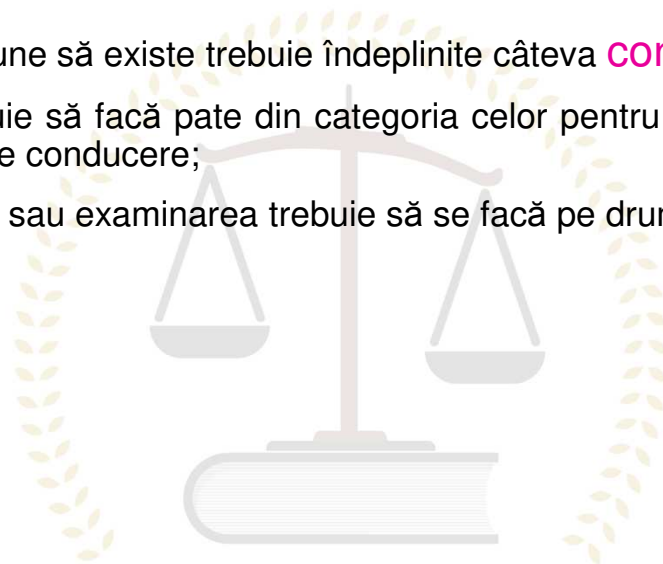 une să existe trebuie îndeplinite câteva con
uie să facă pate din categoria celor pentru
e conducere;
sau examinarea trebuie să se facă pe drum